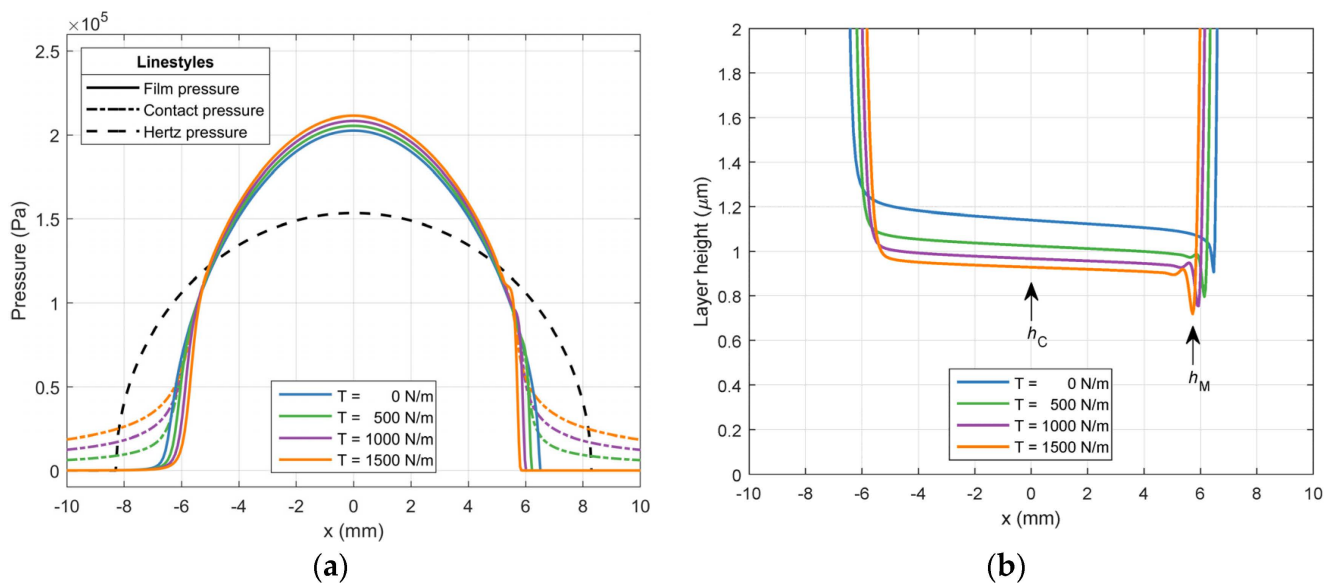 ×10⁵
2.5
2
1.5
1
0.5
0
Pressure (Pa)
-10 -8 -6 -4 -2 0 2 4 6 8 10
x (mm)
Linestyles
Film pressure
Contact pressure
Hertz pressure
T = 0 N/m
T = 500 N/m
T = 1000 N/m
T = 1500 N/m
(a)
2
1.8
1.6
1.4
1.2
1
0.8
0.6
0.4
0.2
0
Layer height (μm)
-10 -8 -6 -4 -2 0 2 4 6 8 10
x (mm)
h_C
h_M
T = 0 N/m
T = 500 N/m
T = 1000 N/m
T = 1500 N/m
(b)